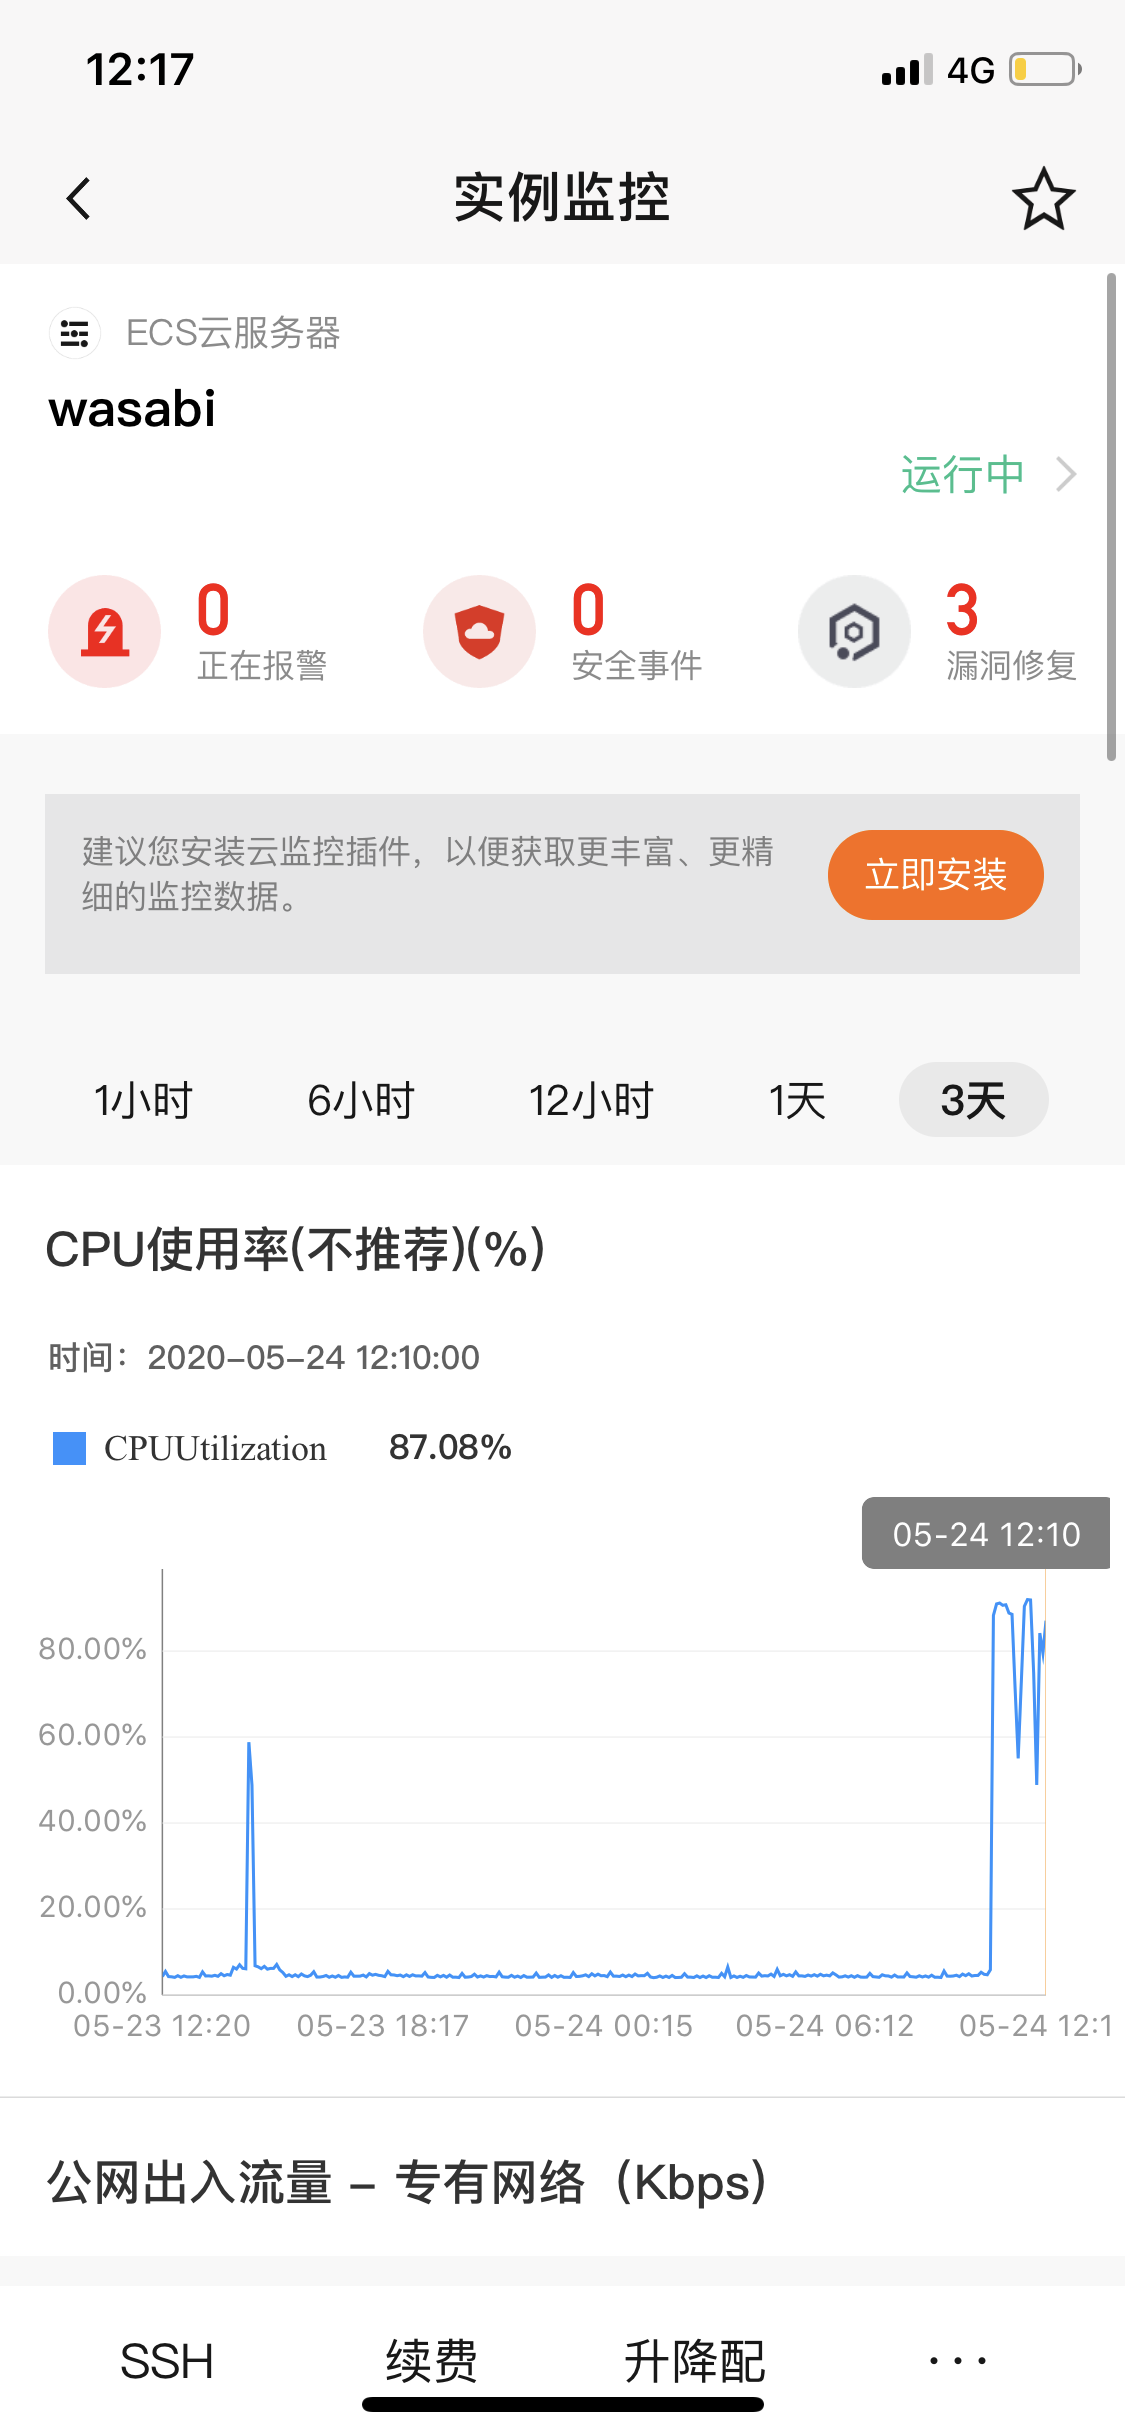 12:17
4G
实例监控
ECS云服务器
wasabi
运行中
0
正在报警
0
安全事件
3
漏洞修复
建议您安装云监控插件，以便获取更丰富、更精
细的监控数据。
立即安装
1小时
6小时
12小时
1天
3天
CPU使用率(不推荐)(%)
时间：2020-05-24 12:10:00
CPUUtilization 87.08%
05-24 12:10
80.00%
60.00%
40.00%
20.00%
0.00%
05-23 12:20
05-23 18:17
05-24 00:15
05-24 06:12
05-24 12:1
公网出入流量 – 专有网络（Kbps）
SSH
续费
升降配
···